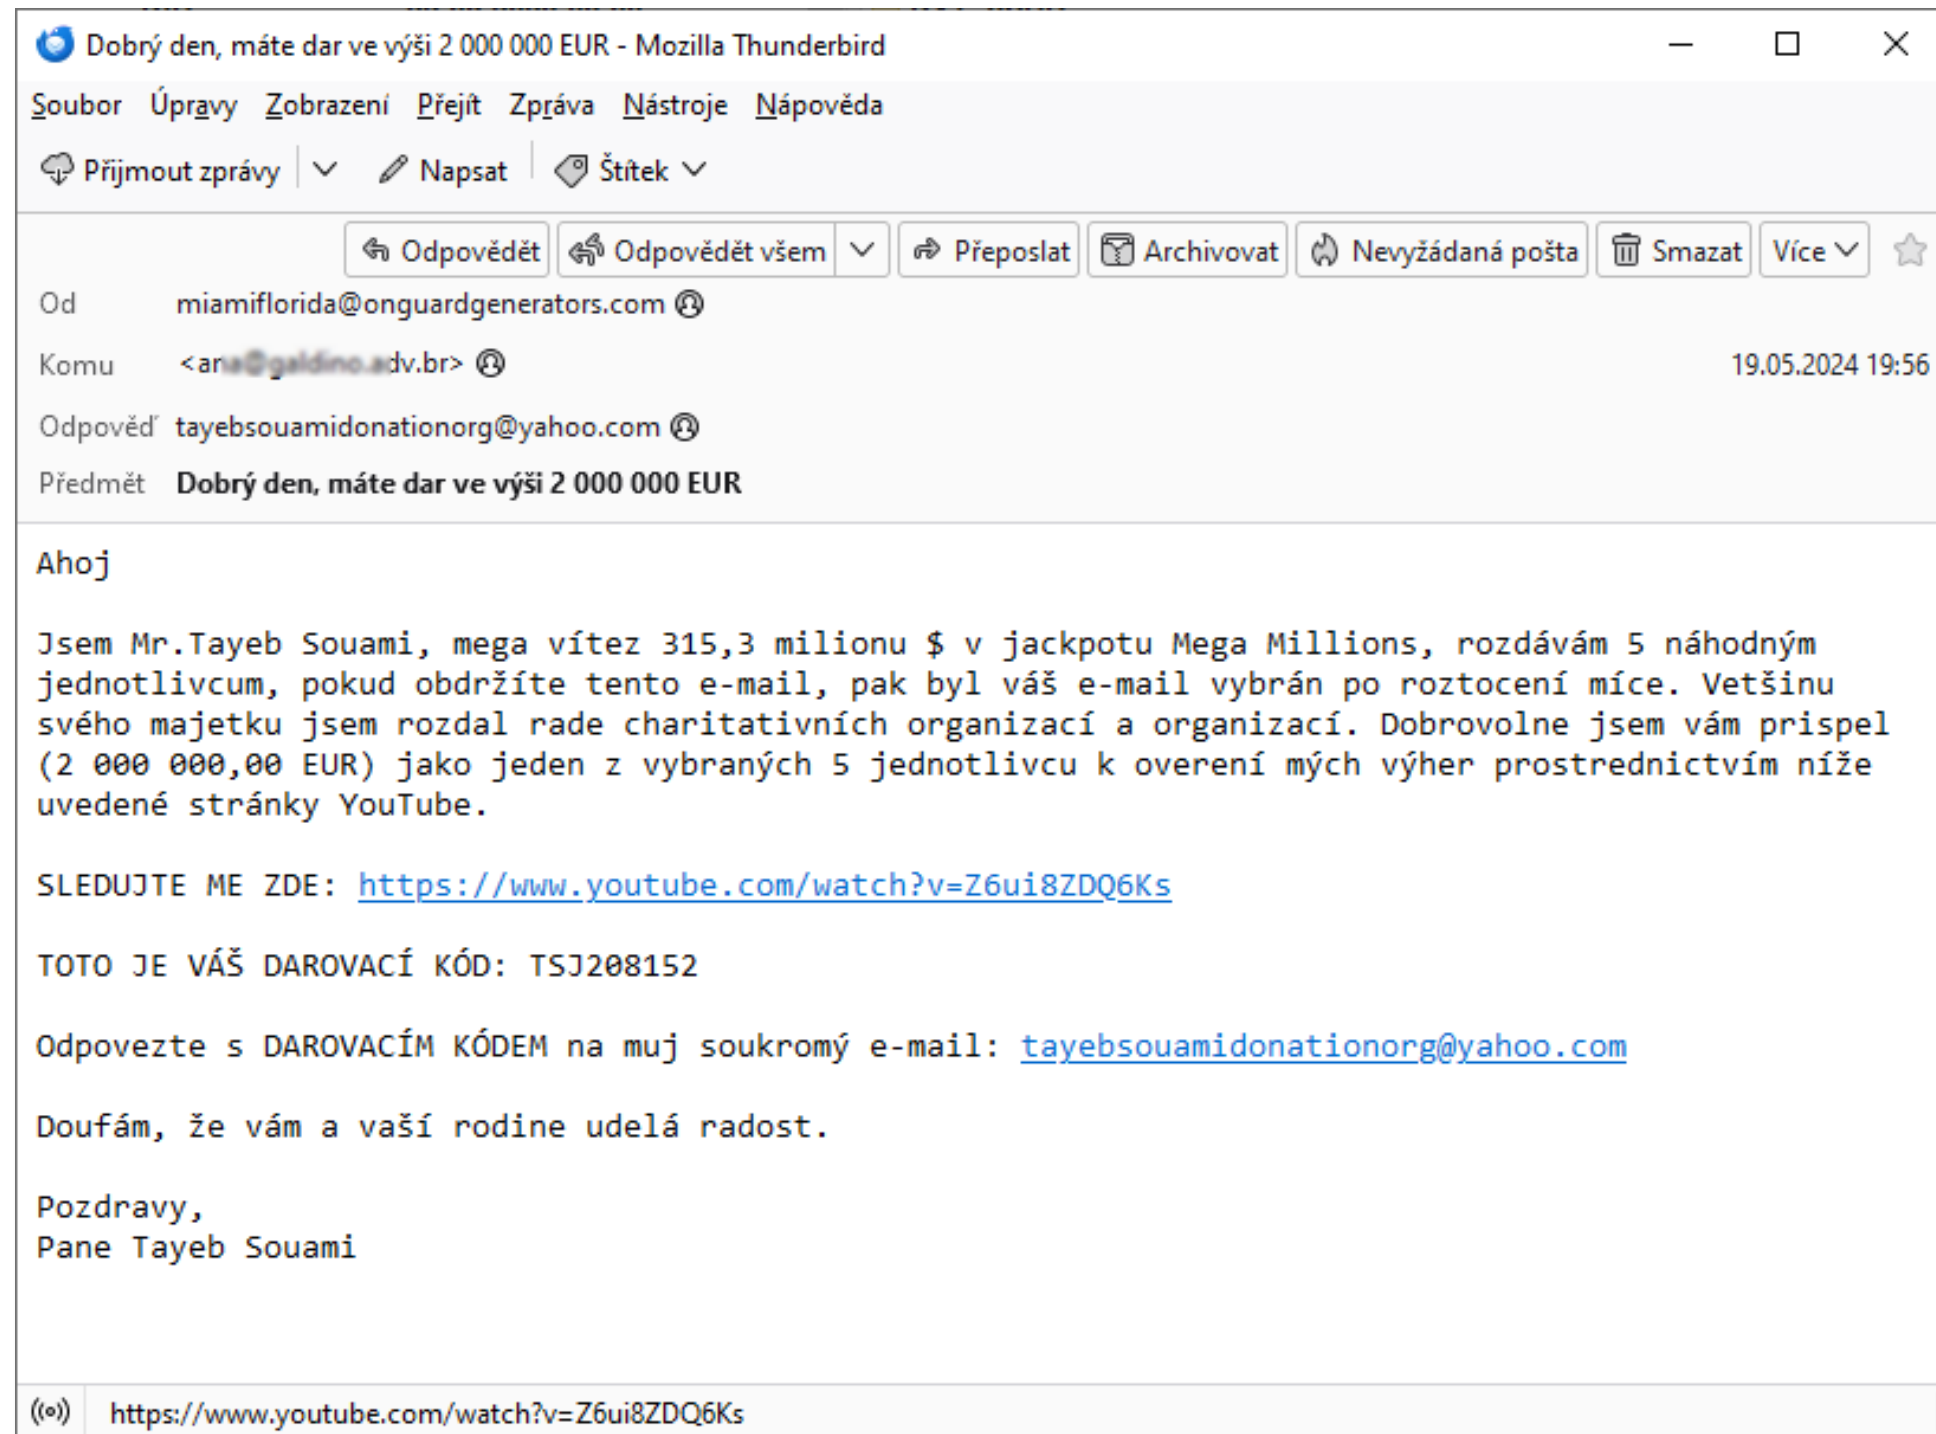 Dobrý den, máte dar ve výši 2 000 000 EUR - Mozilla Thunderbird
Soubor Úpravy Zobrazení Přejít Zpráva Nástroje Nápověda
Přijmout zprávy Napsat Štítek
Odpovědět Odpovědět všem Přeposlat Archivovat Nevyžádaná pošta Smazat Více
Od miamiflorida@onguardgenerators.com
Komu
19.05.2024 19:56
Odpověď tayebsouamidonationorg@yahoo.com
Předmět Dobrý den, máte dar ve výši 2 000 000 EUR
Ahoj
Jsem Mr.Tayeb Souami, mega vítez 315,3 milionu $ v jackpotu Mega Millions, rozdávám 5 náhodným
jednotlivcum, pokud obdržíte tento e-mail, pak byl váš e-mail vybrán po roztocení míce. Vetšinu
svého majetku jsem rozdal rade charitativních organizací a organizací. Dobrovolne jsem vám prispel
(2 000 000,00 EUR) jako jeden z vybraných 5 jednotlivcu k overení mých výher prostrednictvím níže
uvedené stránky YouTube.
SLEDUJTE ME ZDE: https://www.youtube.com/watch?v=Z6ui8ZDQ6Ks
TOTO JE VÁŠ DAROVACÍ KÓD: TSJ208152
Odpovezte s DAROVACÍM KÓDEM na muj soukromý e-mail: tayebsouamidonationorg@yahoo.com
Doufám, že vám a vaší rodine udelá radost.
Pozdravy,
Pane Tayeb Souami
https://www.youtube.com/watch?v=Z6ui8ZDQ6Ks